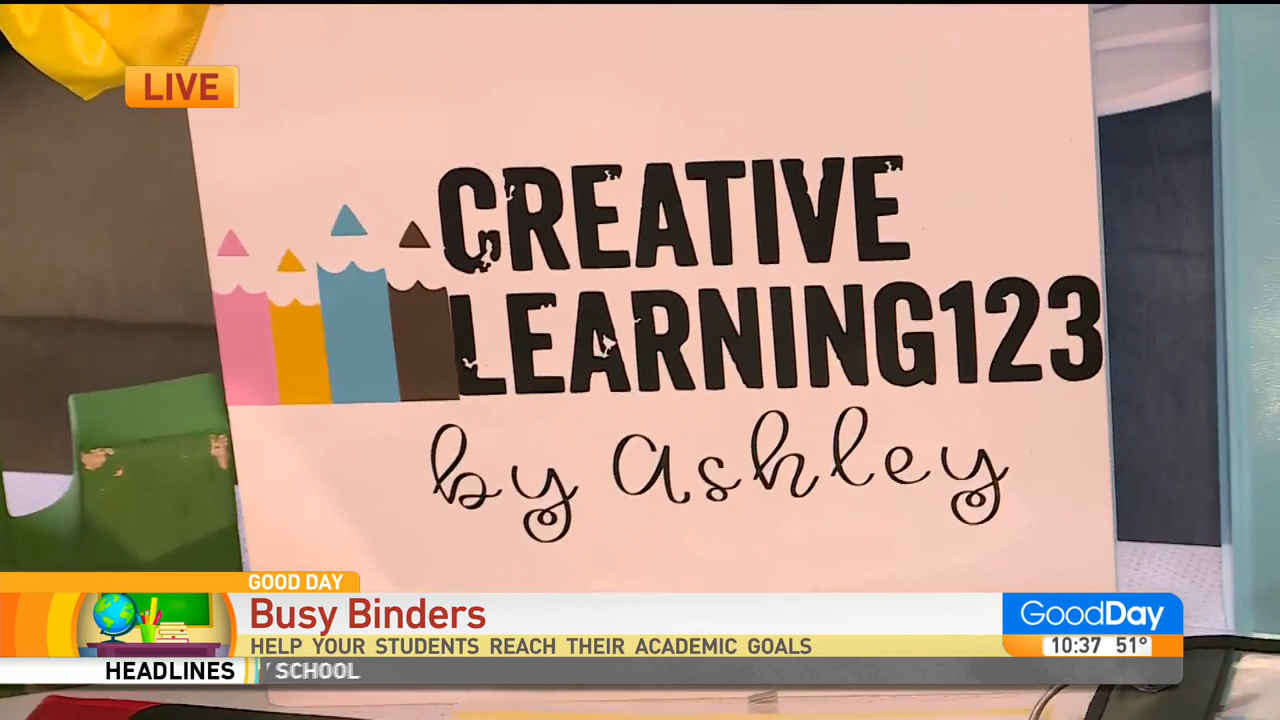 LIVE
CREATIVE
LEARNING123
by Ashley
GOOD DAY
Busy Binders
HELP YOUR STUDENTS REACH THEIR ACADEMIC GOALS
GoodDay
10:37 51°
HEADLINES SCHOOL